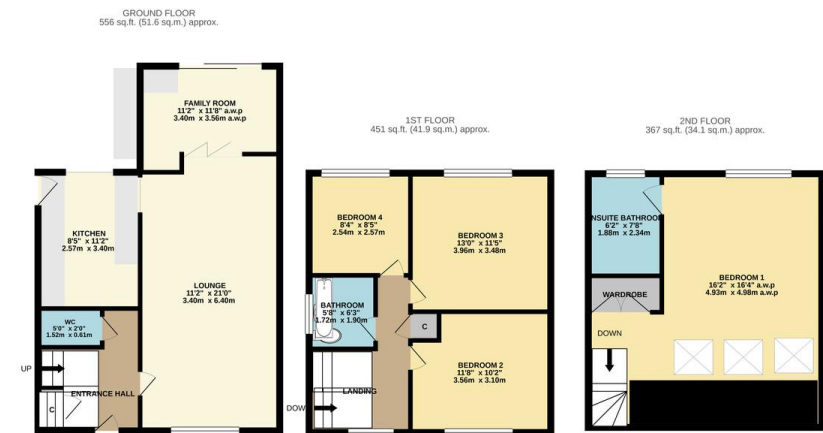 GROUND FLOOR
556 sq.ft. (51.6 sq.m.) approx.
FAMILY ROOM
11'2" x 11'8" a.w.p
3.40m x 3.56m a.w.p
KITCHEN
8'5" x 11'2"
2.57m x 3.40m
LOUNGE
11'2" x 21'0"
3.40m x 6.40m
WC
5'0" x 2'0"
1.52m x 0.61m
UP
ENTRANCE HALL
C
1ST FLOOR
451 sq.ft. (41.9 sq.m.) approx.
BEDROOM 4
8'4" x 8'5"
2.54m x 2.57m
BEDROOM 3
13'0" x 11'5"
3.96m x 3.48m
BATHROOM
5'8" x 6'3"
1.72m x 1.90m
C
BEDROOM 2
11'8" x 10'2"
3.56m x 3.10m
LANDING
DOWN
2ND FLOOR
367 sq.ft. (34.1 sq.m.) approx.
ENSUITE BATHROOM
6'2" x 7'8"
1.88m x 2.34m
BEDROOM 1
16'2" x 16'4" a.w.p
4.93m x 4.98m a.w.p
WARDROBE
DOWN